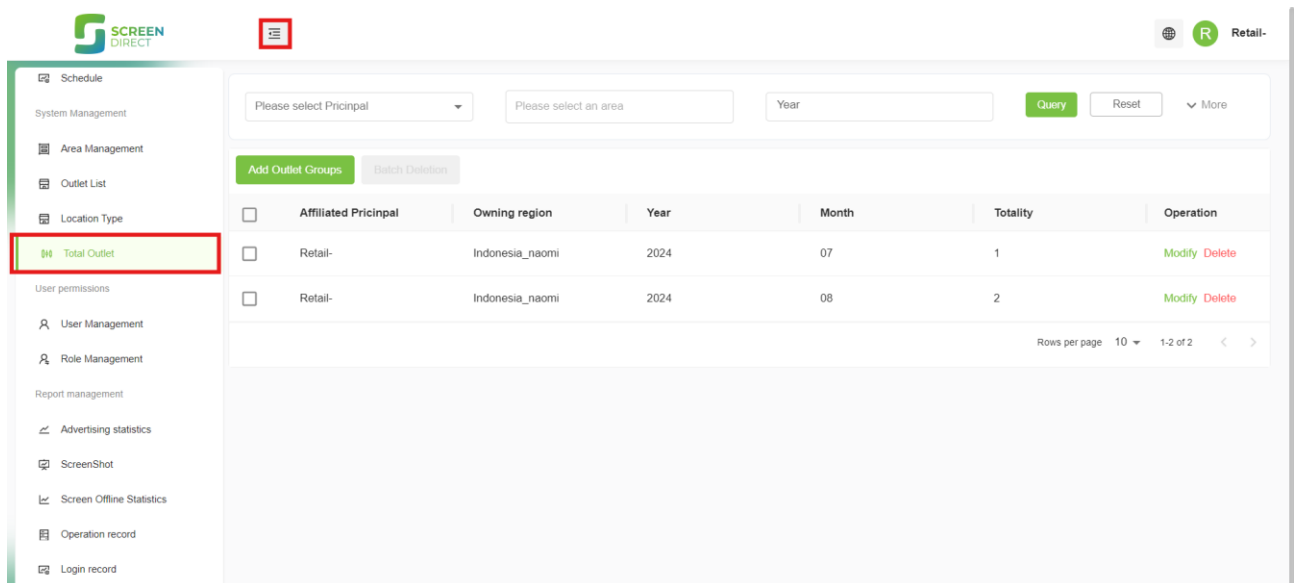 SCREEN
DIRECT
R
Retail-
Schedule
System Management
Area Management
Outlet List
Location Type
Total Outlet
User permissions
User Management
Role Management
Report management
Advertising statistics
ScreenShot
Screen Offline Statistics
Operation record
Login record
Please select Pricinpal
Please select an area
Year
Query
Reset
More
Add Outlet Groups
Batch Deletion
Affiliated Pricinpal Owning region Year Month Totality Operation
Retail- Indonesia_naomi 2024 07 1 Modify Delete
Retail- Indonesia_naomi 2024 08 2 Modify Delete
Rows per page 10 1-2 of 2